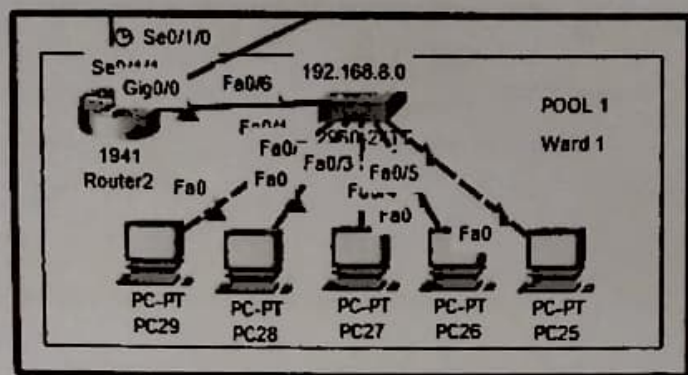 Se0/1/0
192.168.8.0
Gig0/0
Fa0/6
POOL 1
Ward 1
1941
Router2
Fa0/3
Fa0/5
Fa0
Fa0
Fa0
Fa0
PC-PT
PC-PT
PC-PT
PC-PT
PC-PT
PC29
PC28
PC27
PC26
PC25